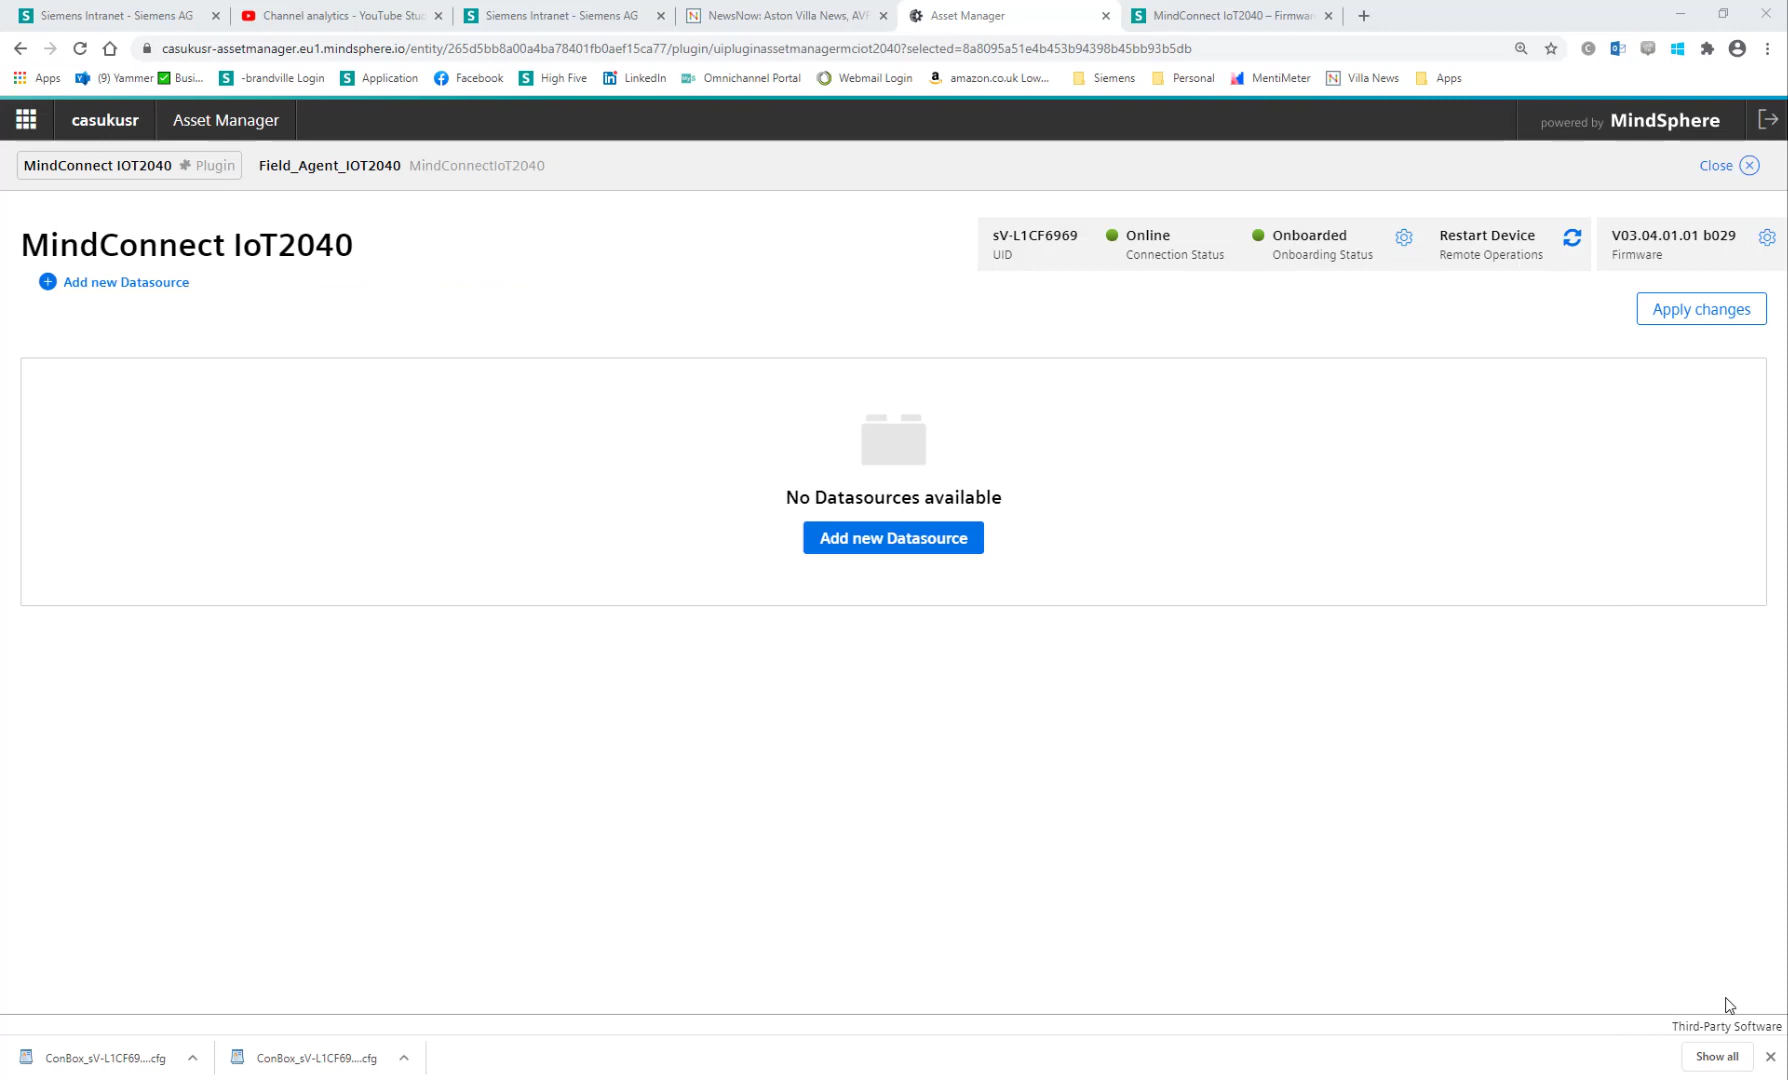 Siemens Intranet - Siemens AG
Channel analytics - YouTube Stu
Siemens Intranet - Siemens AG
NewsNow: Aston Villa News, AVF
Asset Manager
MindConnect IoT2040 – Firmwar
casukusr-assetmanager.eu1.mindsphere.io/entity/265d5bb8a00a4ba78401fb0aef15ca77/plugin/uipluginassetmanagermciot2040?selected=8a8095a51e4b453b94398b45bb93b5db
Apps
(9) Yammer
Busi...
-brandville Login
Application
Facebook
High Five
LinkedIn
Omnichannel Portal
Webmail Login
amazon.co.uk Low...
Siemens
Personal
MentiMeter
Villa News
Apps
casukusr
Asset Manager
powered by MindSphere
MindConnect IOT2040 Plugin
Field_Agent_IOT2040 MindConnectIoT2040
Close
MindConnect IoT2040
Add new Datasource
sV-L1CF6969
UID
Online
Connection Status
Onboarded
Onboarding Status
Restart Device
Remote Operations
V03.04.01.01 b029
Firmware
Apply changes
No Datasources available
Add new Datasource
Third-Party Software
ConBox_sV-L1CF69....cfg
ConBox_sV-L1CF69....cfg
Show all